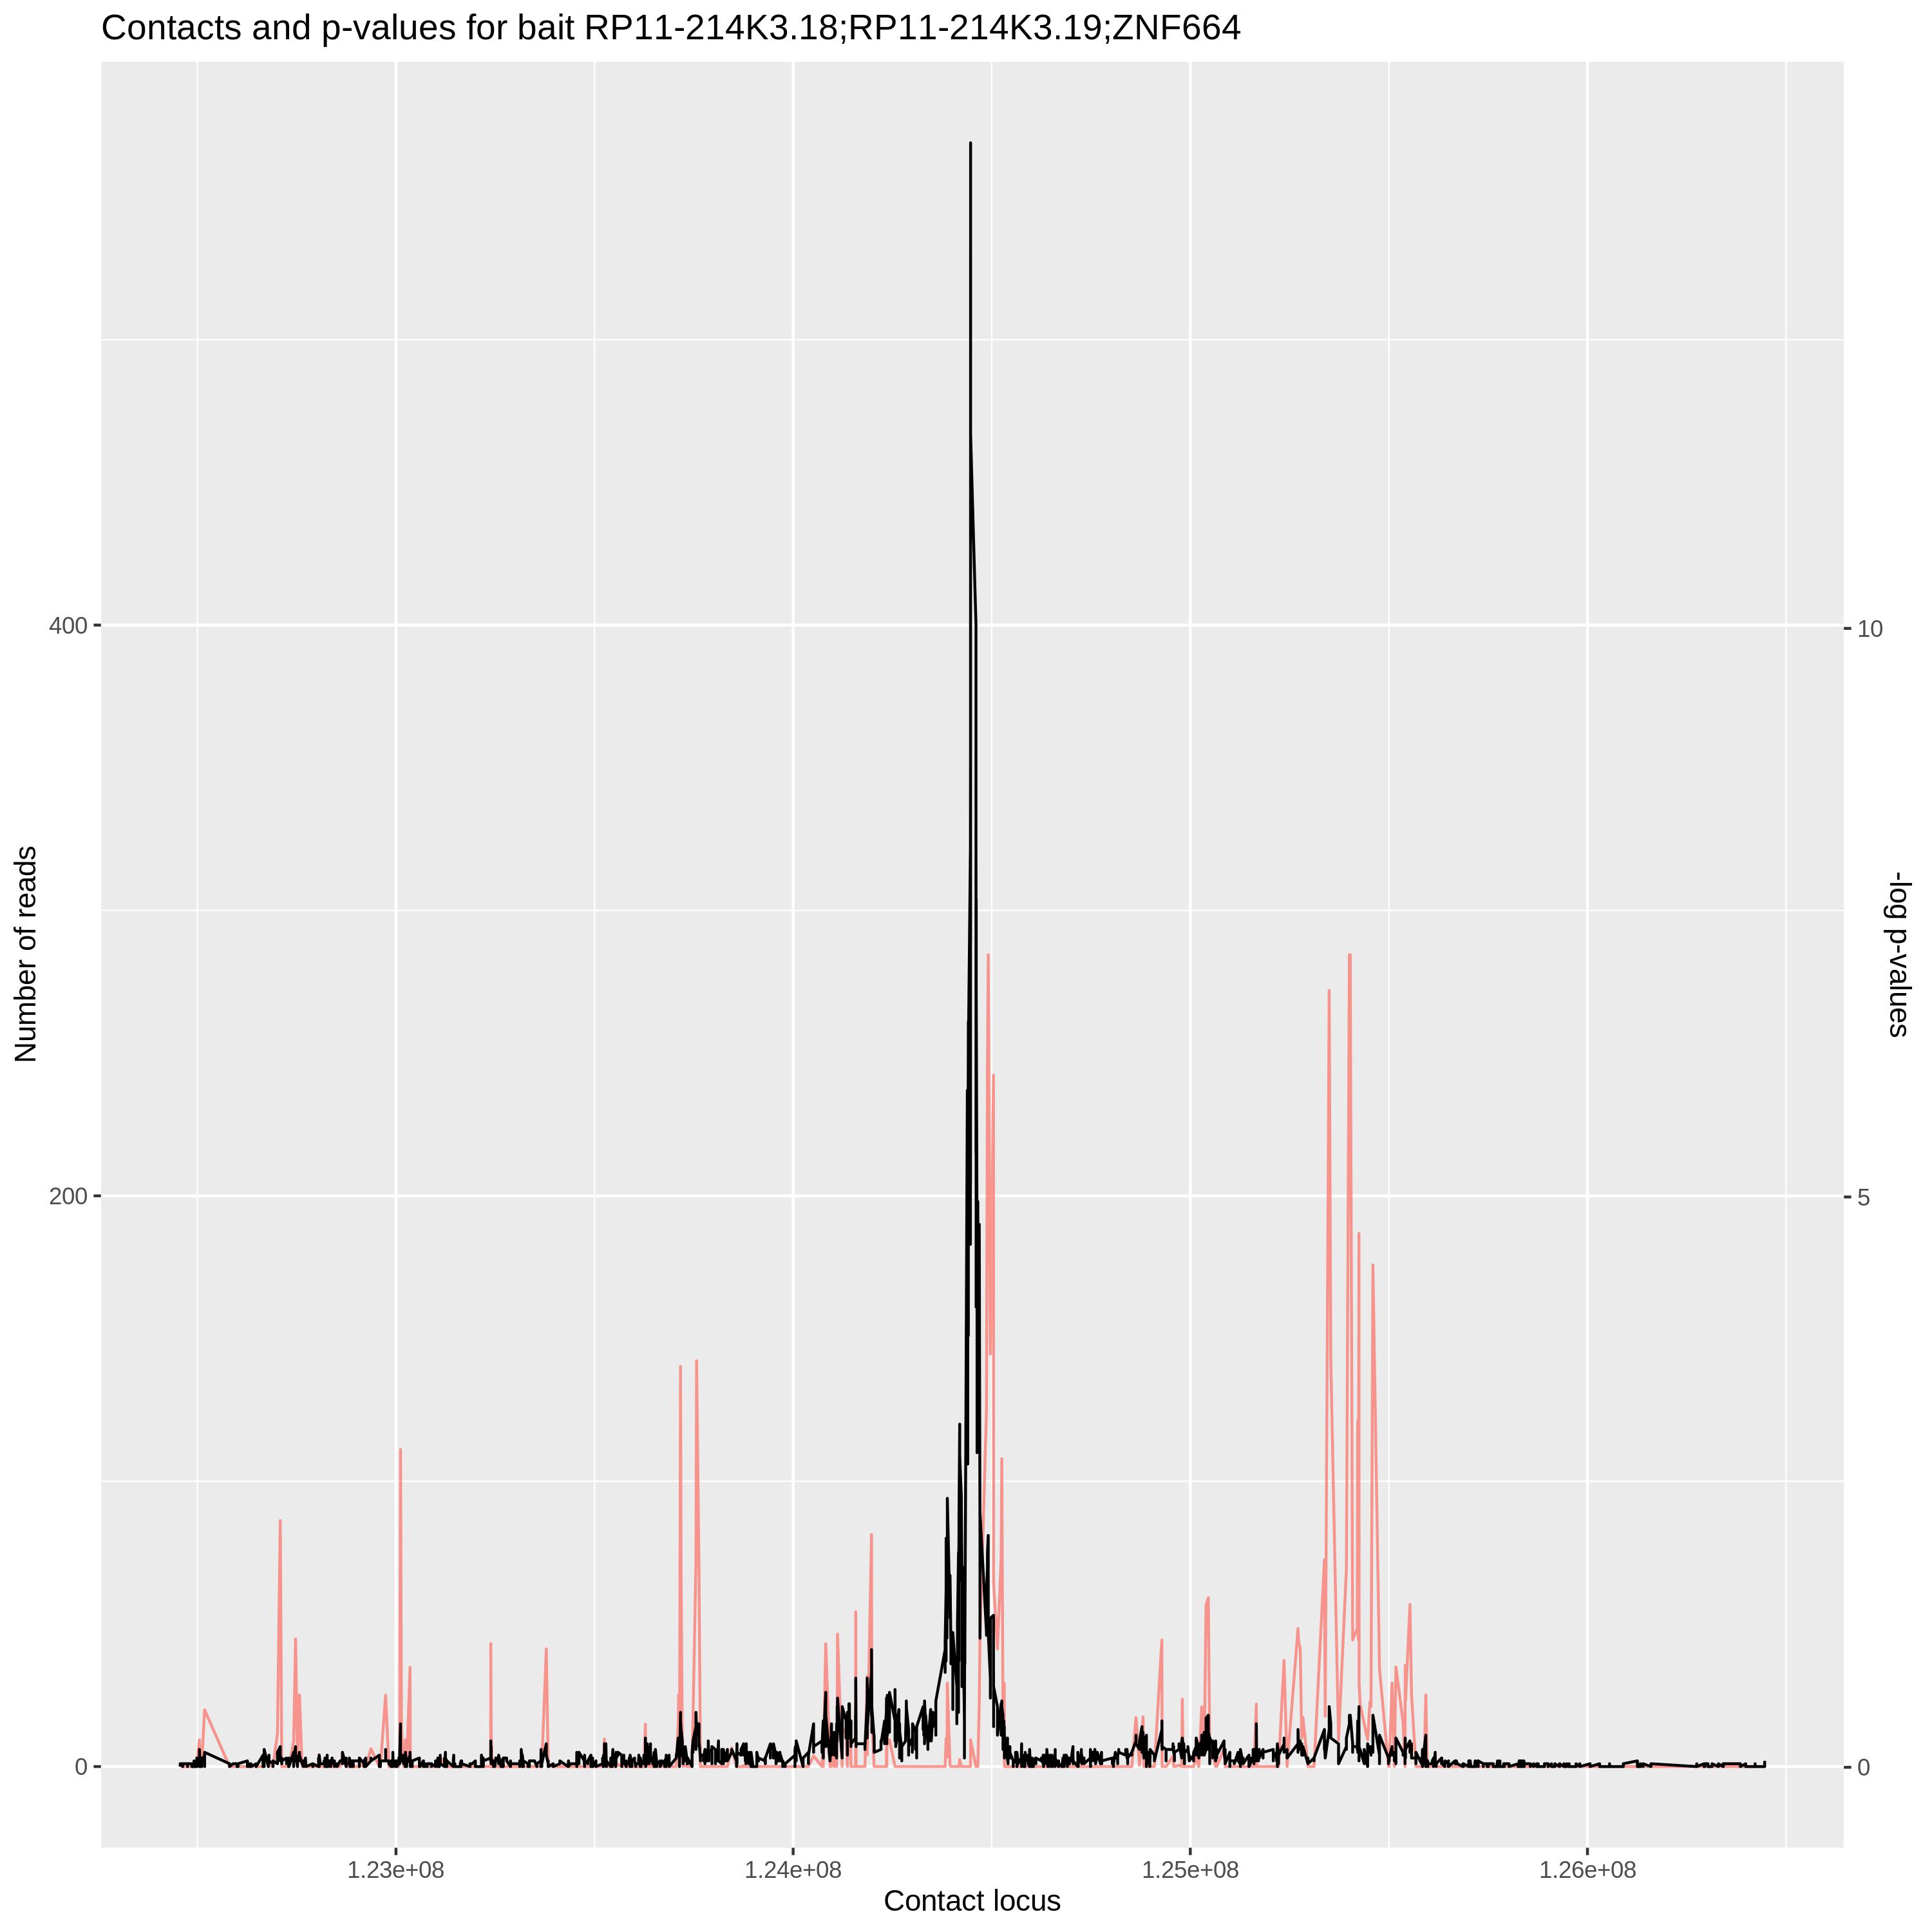 Contacts and p-values for bait RP11-214K3.18;RP11-214K3.19;ZNF664
Number of reads
400
200
0
10
5
0
-log p-values
1.23e+08
1.24e+08
1.25e+08
1.26e+08
Contact locus